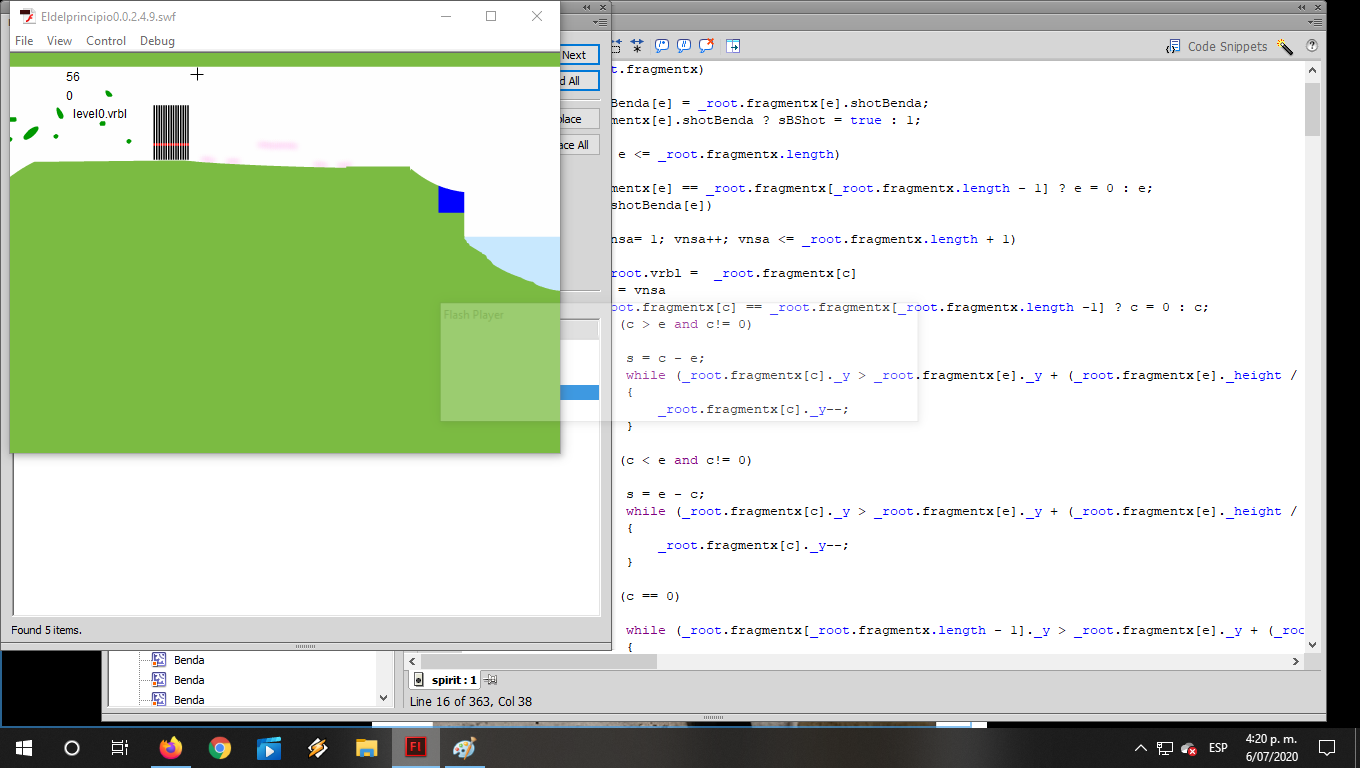 Eldelprincipio0.0.2.4.9.swf
File View Control Debug
56
0
level0.vrbl
Next
d All
place
ace All
Flash Player
Found 5 items.
Code Snippets
t.fragmentx)
Benda[e] = _root.fragmentx[e].shotBenda;
mentx[e].shotBenda ? sBShot = true : 1;
e <= _root.fragmentx.length)
mentx[e] == _root.fragmentx[_root.fragmentx.length - 1] ? e = 0 : e;
shotBenda[e])
vnsa= 1; vnsa++; vnsa <= _root.fragmentx.length + 1)
root.vrbl = _root.fragmentx[c]
= vnsa
oot.fragmentx[c] == _root.fragmentx[_root.fragmentx.length -1] ? c = 0 : c;
(c > e and c!= 0)
s = c - e;
while (_root.fragmentx[c]._y > _root.fragmentx[e]._y + (_root.fragmentx[e]._height /
{
_root.fragmentx[c]._y--;
}
(c < e and c!= 0)
s = e - c;
while (_root.fragmentx[c]._y > _root.fragmentx[e]._y + (_root.fragmentx[e]._height /
{
_root.fragmentx[c]._y--;
}
(c == 0)
while (_root.fragmentx[_root.fragmentx.length - 1]._y > _root.fragmentx[e]._y + (_roo
{
Benda
Benda
Benda
spirit : 1
Line 16 of 363, Col 38
Fl
ESP
4:20 p. m.
6/07/2020